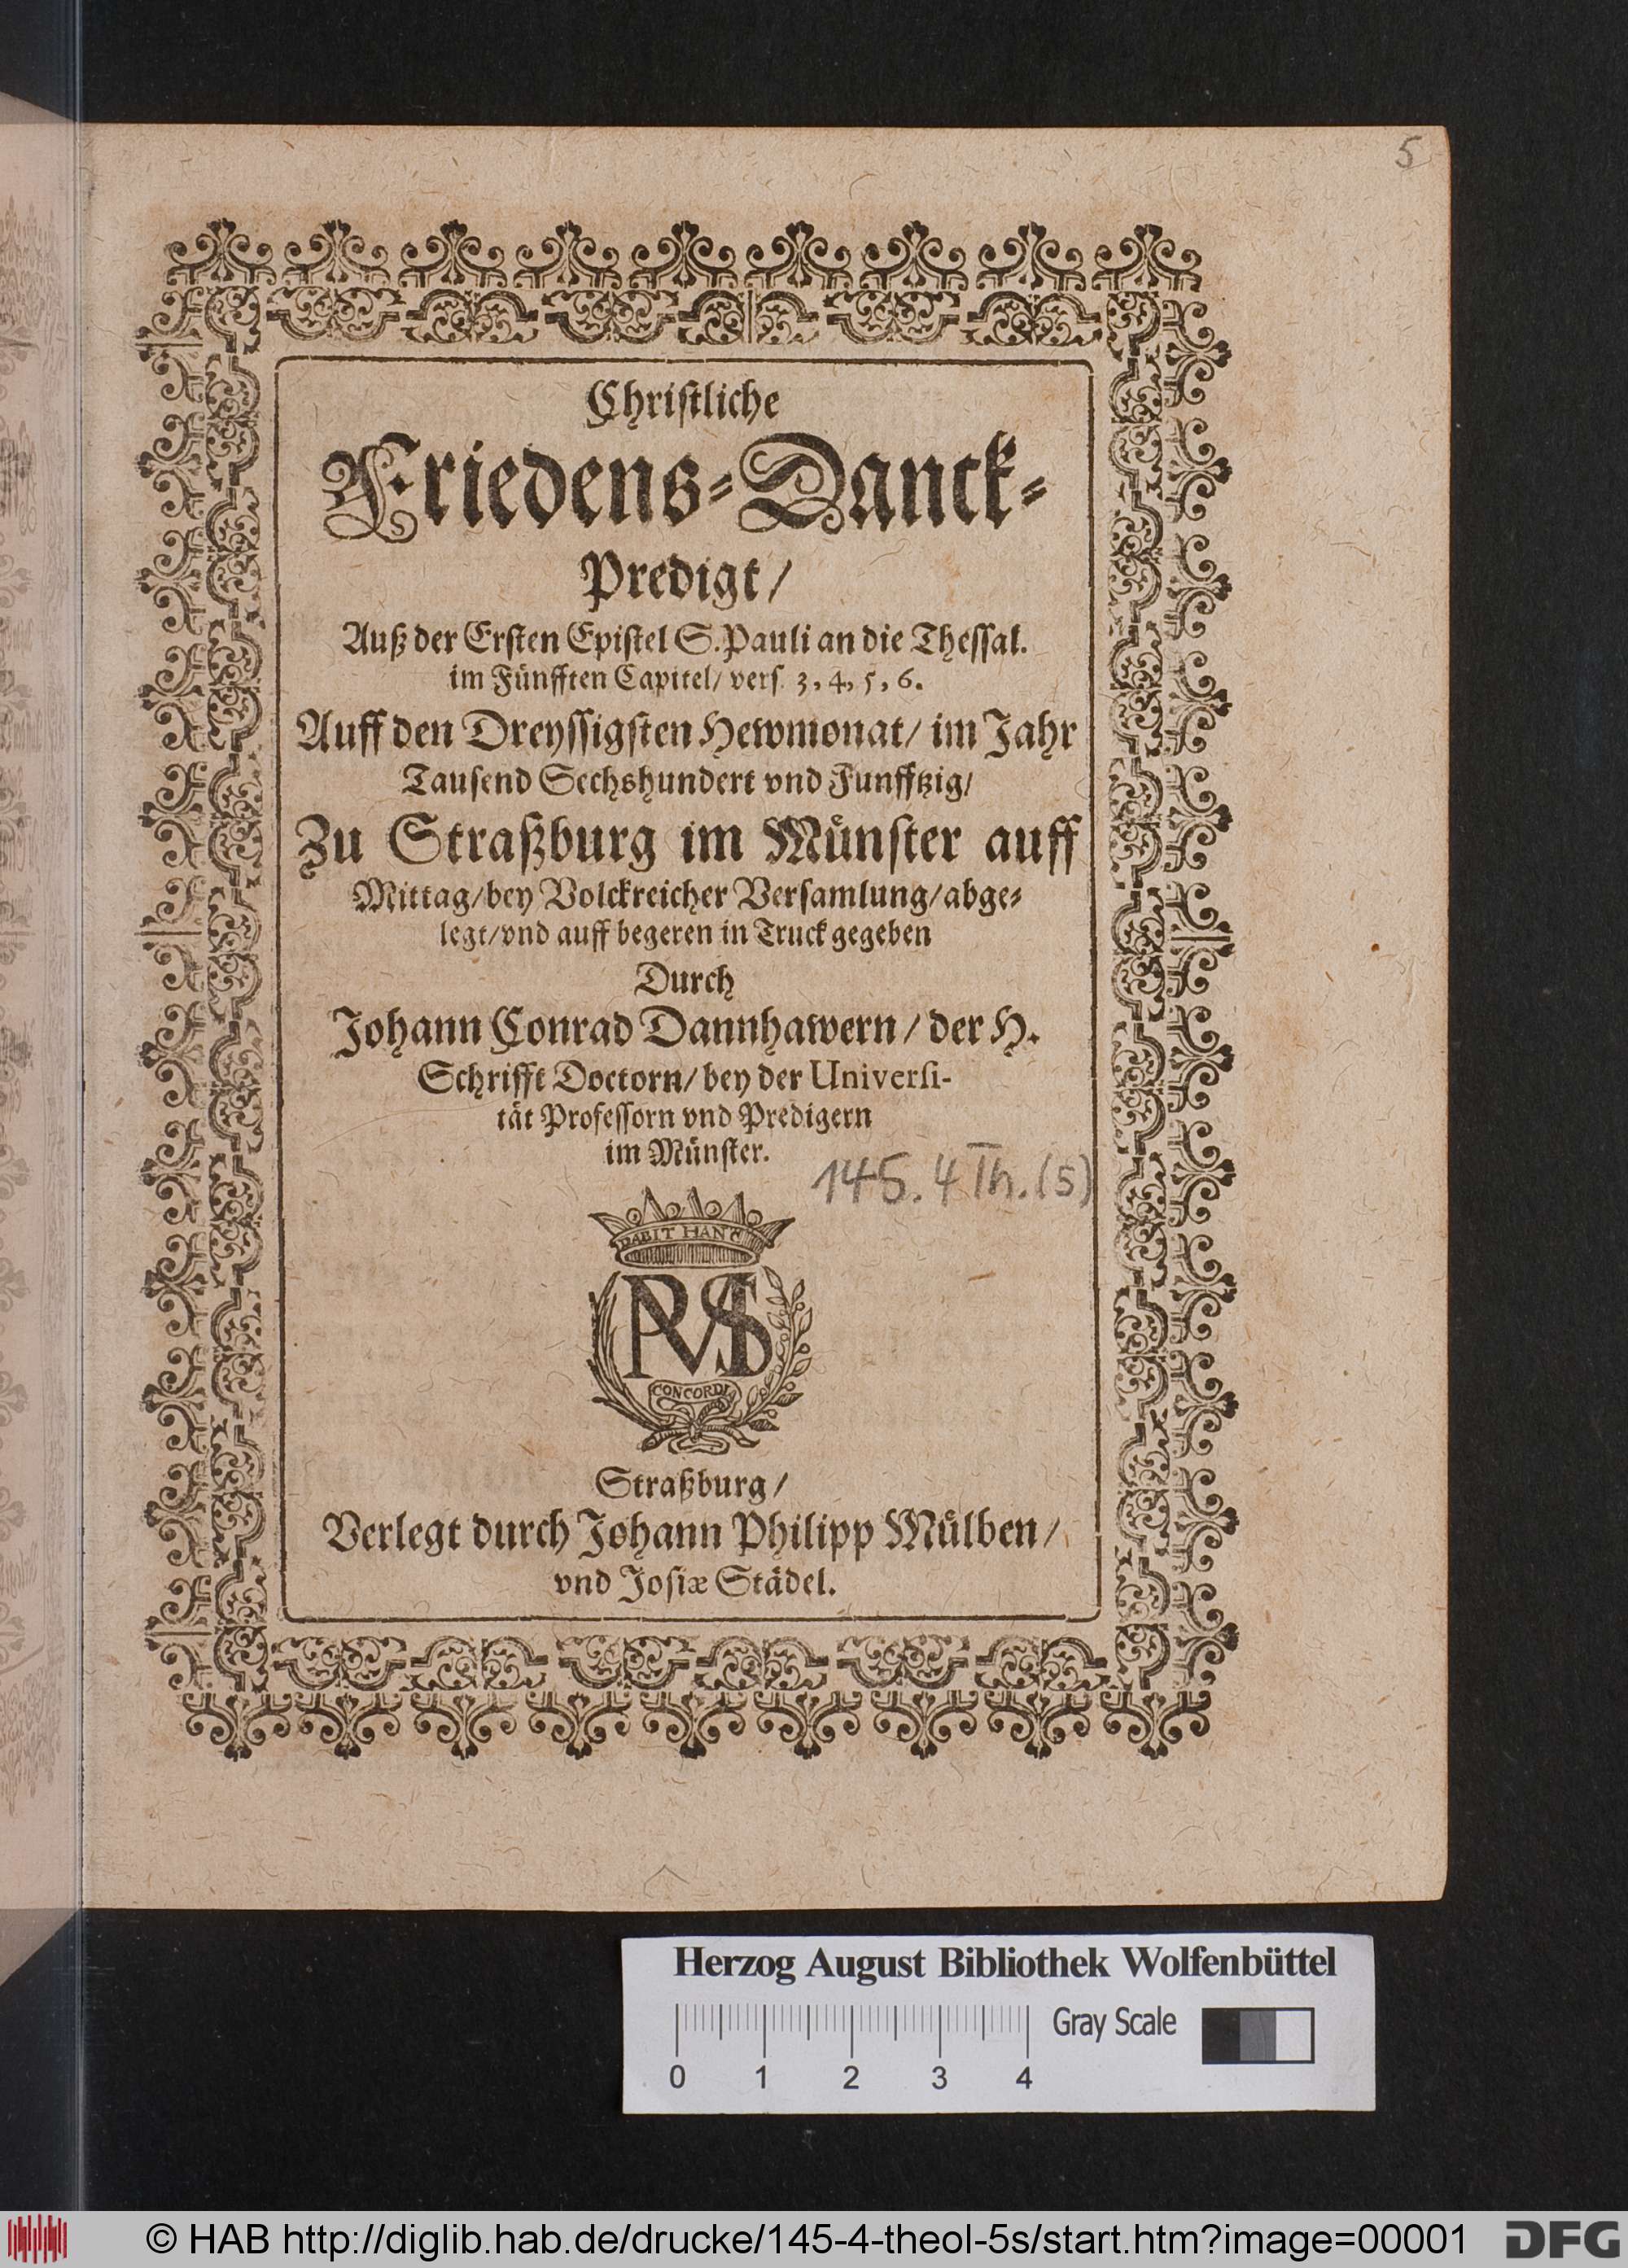 5
Christliche
Friedens-Danck-
Predigt/
Auß der Ersten Epistel S. Pauli an die Thessal.
im Fünfften Capitel/ vers 3, 4, 5, 6.
Auff den Dreyssigsten Hewmonat/ im Jahr
Tausend Sechshundert vnd Funfftzig/
Zu Straßburg im Münster auff
Mittag/ bey Volckreicher Versamlung/ abge-
legt/ vnd auff begeren in Truck gegeben
Durch
Johann Conrad Dannhawern/ der H.
Schrifft Doctorn/ bey der Universi-
tät Professorn vnd Predigern
im Münster.
145. 4 Th. (5)
DABIT HANC
CONCORDIA
Straßburg/
Verlegt durch Johann Philipp Mülben/
vnd Josiæ Städel.
Herzog August Bibliothek Wolfenbüttel
Gray Scale
0 1 2 3 4
© HAB http://diglib.hab.de/drucke/145-4-theol-5s/start.htm?image=00001
DFG